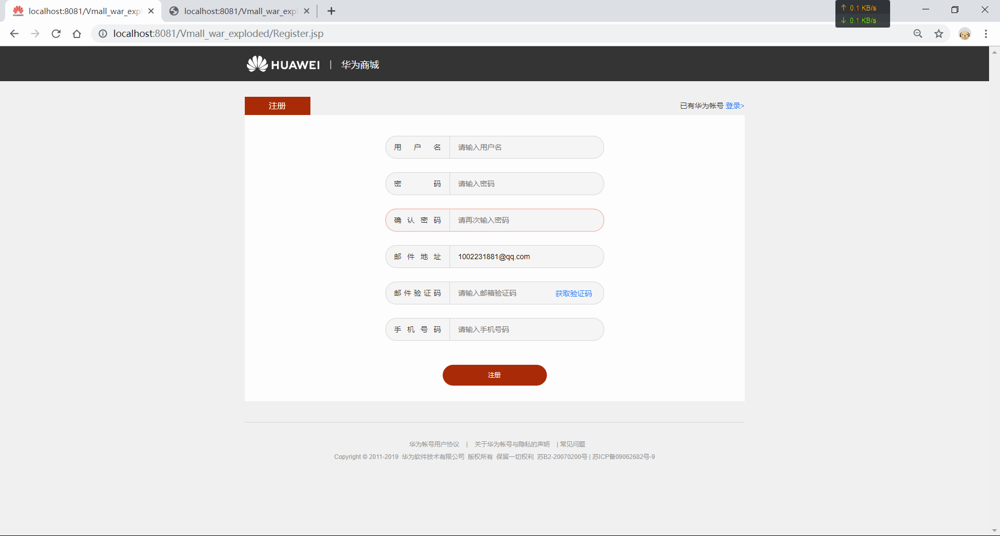 localhost:8081/Vmall_war_expl
localhost:8081/Vmall_war_expl
↑ 0.1 KB/s
↓ 0.1 KB/s
localhost:8081/Vmall_war_exploded/Register.jsp
HUAWEI | 华为商城
注册
已有华为帐号 登录>
用户名 请输入用户名
密码 请输入密码
确认密码 请再次输入密码
邮件地址 1002231881@qq.com
邮件验证码 请输入邮箱验证码 获取验证码
手机号码 请输入手机号码
注册
华为帐号用户协议 | 关于华为帐号与隐私的声明 | 常见问题
Copyright © 2011-2019 华为软件技术有限公司 版权所有 保留一切权利 苏B2-20070200号 | 苏ICP备09062682号-9